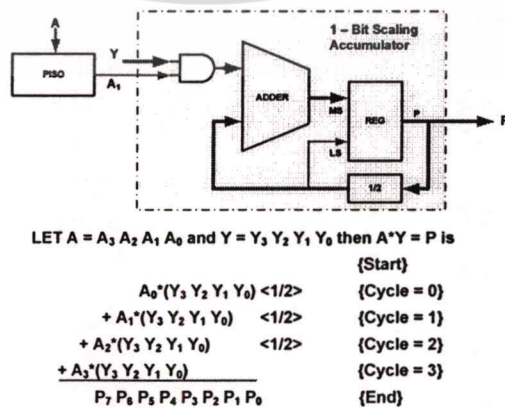 A
1 – Bit Scaling
Accumulator
Y
PISO
A₁
ADDER
MS
REG
P
P
LS
1/2
LET A = A₃ A₂ A₁ A₀ and Y = Y₃ Y₂ Y₁ Y₀ then A*Y = P is
{Start}
A₀*(Y₃ Y₂ Y₁ Y₀) <1/2> {Cycle = 0}
+ A₁*(Y₃ Y₂ Y₁ Y₀) <1/2> {Cycle = 1}
+ A₂*(Y₃ Y₂ Y₁ Y₀) <1/2> {Cycle = 2}
+ A₃*(Y₃ Y₂ Y₁ Y₀) {Cycle = 3}
P₇ P₆ P₅ P₄ P₃ P₂ P₁ P₀ {End}